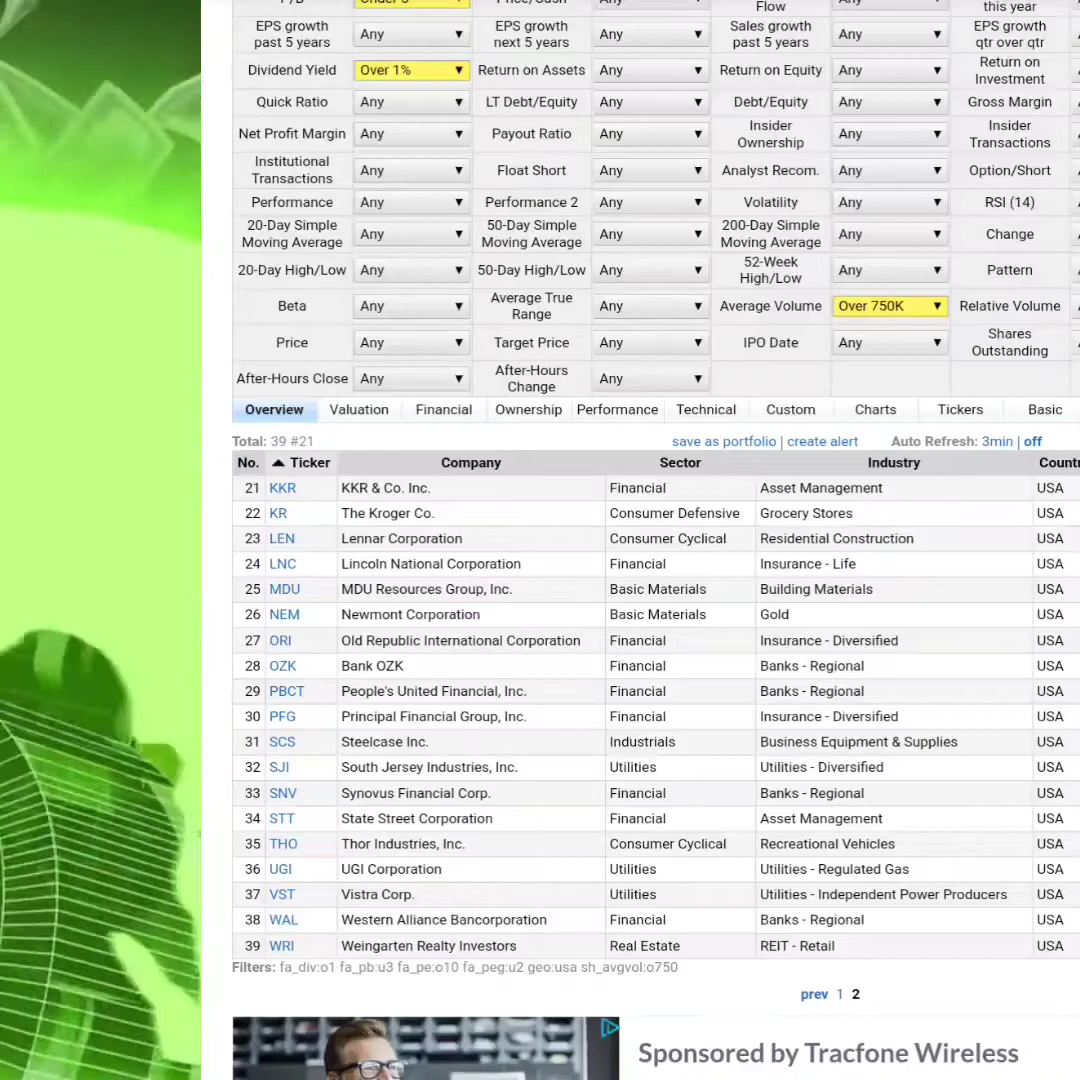 Flow this year
EPS growth past 5 years Any ▼ EPS growth next 5 years Any ▼ Sales growth past 5 years Any ▼ EPS growth qtr over qtr
Dividend Yield Over 1% ▼ Return on Assets Any ▼ Return on Equity Any ▼ Return on Investment
Quick Ratio Any ▼ LT Debt/Equity Any ▼ Debt/Equity Any ▼ Gross Margin
Net Profit Margin Any ▼ Payout Ratio Any ▼ Insider Ownership Any ▼ Insider Transactions
Institutional Transactions Any ▼ Float Short Any ▼ Analyst Recom. Any ▼ Option/Short
Performance Any ▼ Performance 2 Any ▼ Volatility Any ▼ RSI (14)
20-Day Simple Moving Average Any ▼ 50-Day Simple Moving Average Any ▼ 200-Day Simple Moving Average Any ▼ Change
20-Day High/Low Any ▼ 50-Day High/Low Any ▼ 52-Week High/Low Any ▼ Pattern
Beta Any ▼ Average True Range Any ▼ Average Volume Over 750K ▼ Relative Volume
Price Any ▼ Target Price Any ▼ IPO Date Any ▼ Shares Outstanding
After-Hours Close Any ▼ After-Hours Change Any ▼
Overview Valuation Financial Ownership Performance Technical Custom Charts Tickers Basic
Total: 39 #21 save as portfolio | create alert Auto Refresh: 3min | off
No. ▲ Ticker Company Sector Industry Countr
21 KKR KKR & Co. Inc. Financial Asset Management USA
22 KR The Kroger Co. Consumer Defensive Grocery Stores USA
23 LEN Lennar Corporation Consumer Cyclical Residential Construction USA
24 LNC Lincoln National Corporation Financial Insurance - Life USA
25 MDU MDU Resources Group, Inc. Basic Materials Building Materials USA
26 NEM Newmont Corporation Basic Materials Gold USA
27 ORI Old Republic International Corporation Financial Insurance - Diversified USA
28 OZK Bank OZK Financial Banks - Regional USA
29 PBCT People's United Financial, Inc. Financial Banks - Regional USA
30 PFG Principal Financial Group, Inc. Financial Insurance - Diversified USA
31 SCS Steelcase Inc. Industrials Business Equipment & Supplies USA
32 SJI South Jersey Industries, Inc. Utilities Utilities - Diversified USA
33 SNV Synovus Financial Corp. Financial Banks - Regional USA
34 STT State Street Corporation Financial Asset Management USA
35 THO Thor Industries, Inc. Consumer Cyclical Recreational Vehicles USA
36 UGI UGI Corporation Utilities Utilities - Regulated Gas USA
37 VST Vistra Corp. Utilities Utilities - Independent Power Producers USA
38 WAL Western Alliance Bancorporation Financial Banks - Regional USA
39 WRI Weingarten Realty Investors Real Estate REIT - Retail USA
Filters: fa_div:o1 fa_pb:u3 fa_pe:o10 fa_peg:u2 geo:usa sh_avgvol:o750
prev 1 2
Sponsored by Tracfone Wireless